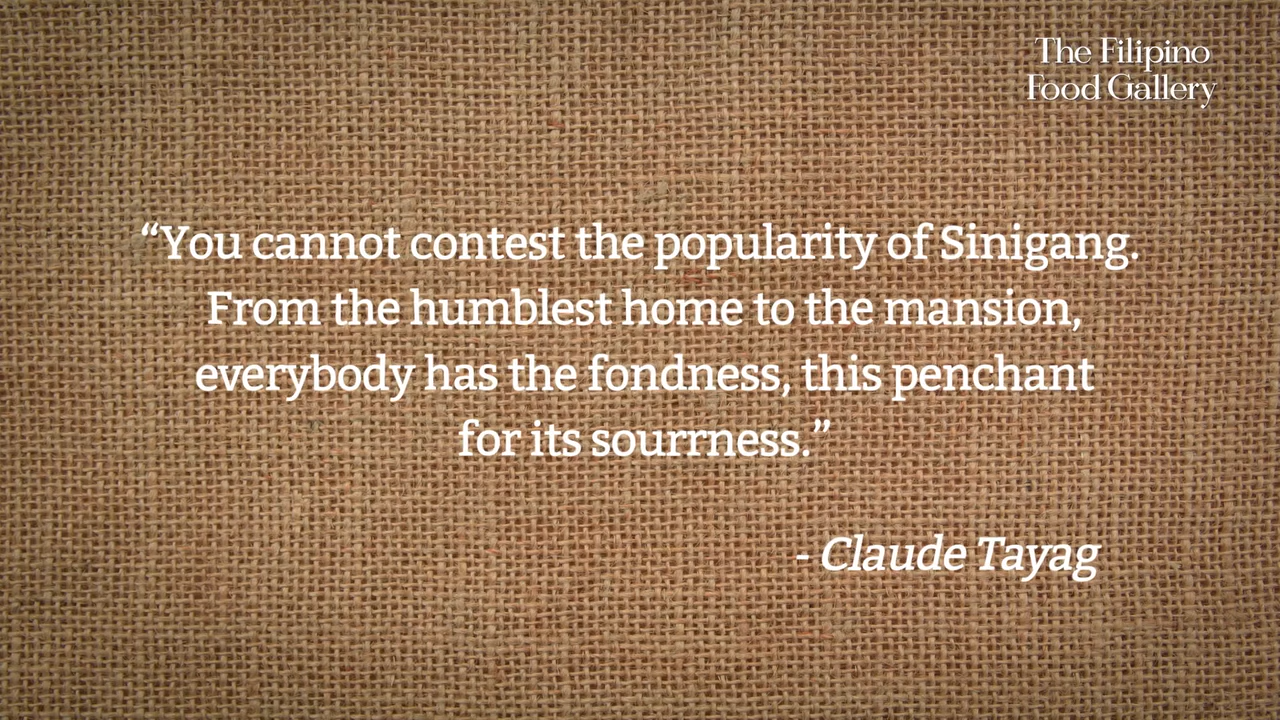 The Filipino
Food Gallery
“You cannot contest the popularity of Sinigang.
From the humblest home to the mansion,
everybody has the fondness, this penchant
for its sourrness.”
- Claude Tayag